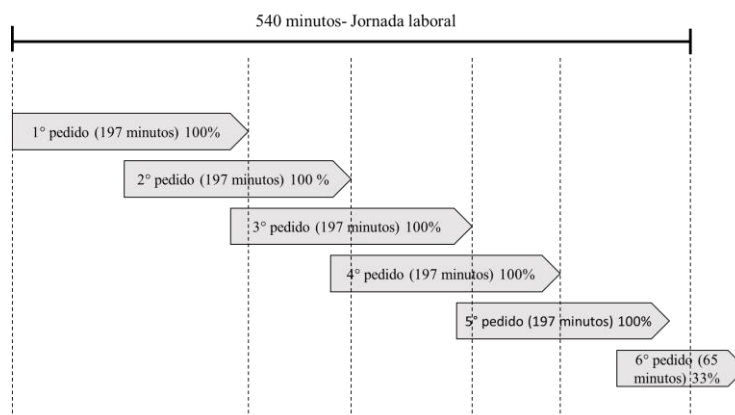 540 minutos- Jornada laboral
1° pedido (197 minutos) 100%
2° pedido (197 minutos) 100 %
3° pedido (197 minutos) 100%
4° pedido (197 minutos) 100%
5° pedido (197 minutos) 100%
6° pedido (65
minutos) 33%